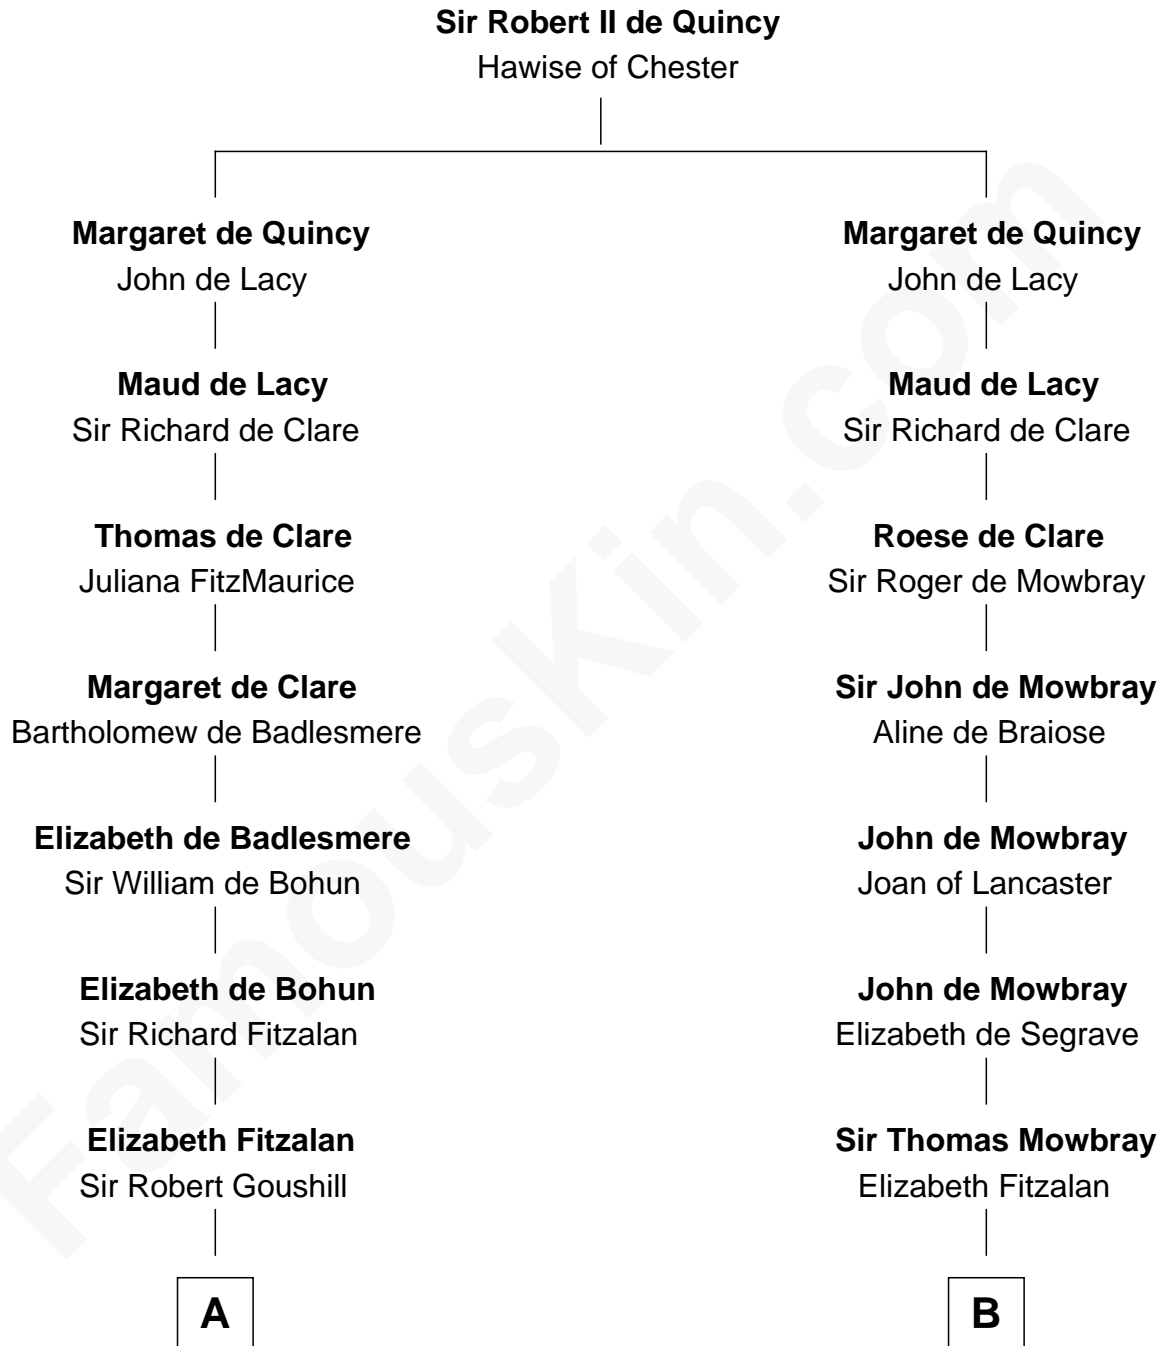 Sir Robert II de Quincy
Hawise of Chester
Margaret de Quincy
John de Lacy
Margaret de Quincy
John de Lacy
Maud de Lacy
Sir Richard de Clare
Maud de Lacy
Sir Richard de Clare
Thomas de Clare
Juliana FitzMaurice
Roese de Clare
Sir Roger de Mowbray
Margaret de Clare
Bartholomew de Badlesmere
Sir John de Mowbray
Aline de Braiose
Elizabeth de Badlesmere
Sir William de Bohun
John de Mowbray
Joan of Lancaster
Elizabeth de Bohun
Sir Richard Fitzalan
John de Mowbray
Elizabeth de Segrave
Elizabeth Fitzalan
Sir Robert Goushill
Sir Thomas Mowbray
Elizabeth Fitzalan
A
B
FamousKin.com